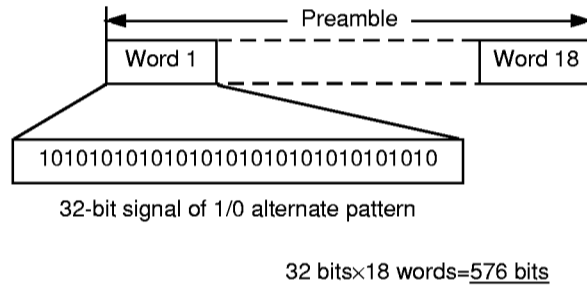 Preamble
Word 1 Word 18
10101010101010101010101010101010
32-bit signal of 1/0 alternate pattern
32 bits×18 words=576 bits